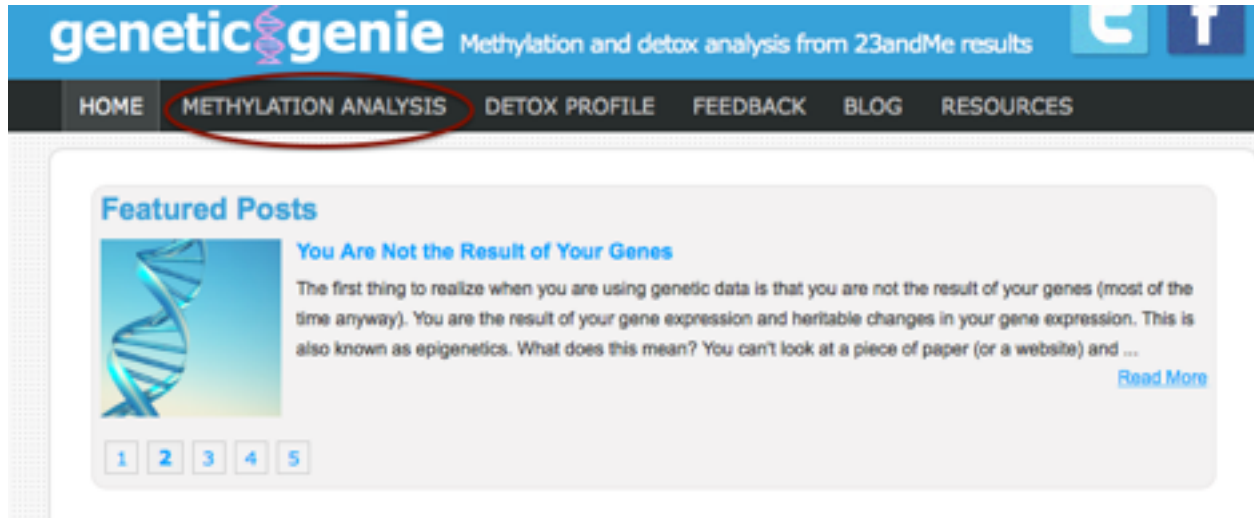 genetic genie Methylation and detox analysis from 23andMe results
HOME METHYLATION ANALYSIS DETOX PROFILE FEEDBACK BLOG RESOURCES
Featured Posts
You Are Not the Result of Your Genes
The first thing to realize when you are using genetic data is that you are not the result of your genes (most of the
time anyway). You are the result of your gene expression and heritable changes in your gene expression. This is
also known as epigenetics. What does this mean? You can't look at a piece of paper (or a website) and ...
Read More
1 2 3 4 5